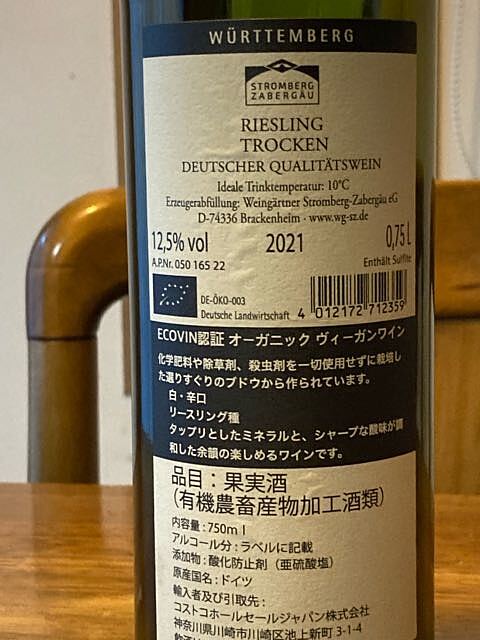 WÜRTTEMBERG
STROMBERG
ZABERGÄU
RIESLING
TROCKEN
DEUTSCHER QUALITÄTSWEIN
Ideale Trinktemperatur: 10°C
Erzeugerabfüllung: Weingärtner Stromberg-Zabergäu eG
D-74336 Brackenheim · www.wg-sz.de
12,5% vol 2021 0,75 L
A.P.Nr. 050 165 22 Enthält Sulfite
DE-ÖKO-003
Deutsche Landwirtschaft
4 012172 712359
ECOVIN認証 オーガニック ヴィーガンワイン
化学肥料や除草剤、殺虫剤を一切使用せずに栽培し
た選りすぐりのブドウから作られています。
白・辛口
リースリング種
タップリとしたミネラルと、シャープな酸味が調
和した余韻の楽しめるワインです。
品目：果実酒
（有機農畜産物加工酒類）
内容量：750ml
アルコール分：ラベルに記載
添加物：酸化防止剤（亜硫酸塩）
原産国名：ドイツ
輸入者及び引取先：
コストコホールセールジャパン株式会社
神奈川県川崎市川崎区池上新町 3-1-4